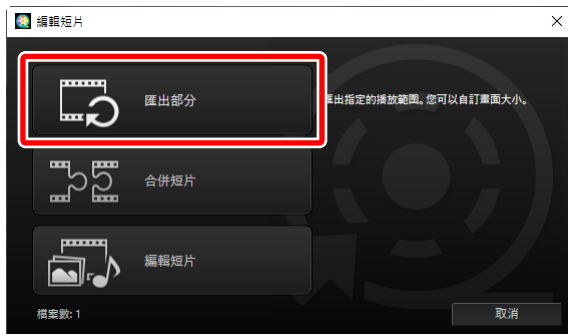 編輯短片
匯出部分
匯出指定的播放範圍。您可以自訂畫面大小。
合併短片
編輯短片
檔案數: 1
取消